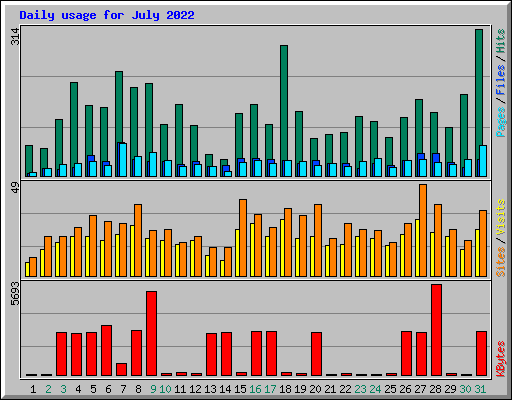 Daily usage for July 2022
314
Pages / Files / Hits
49
Sites / Visits
5693
KBytes
1 2 3 4 5 6 7 8 9 10 11 12 13 14 15 16 17 18 19 20 21 22 23 24 25 26 27 28 29 30 31